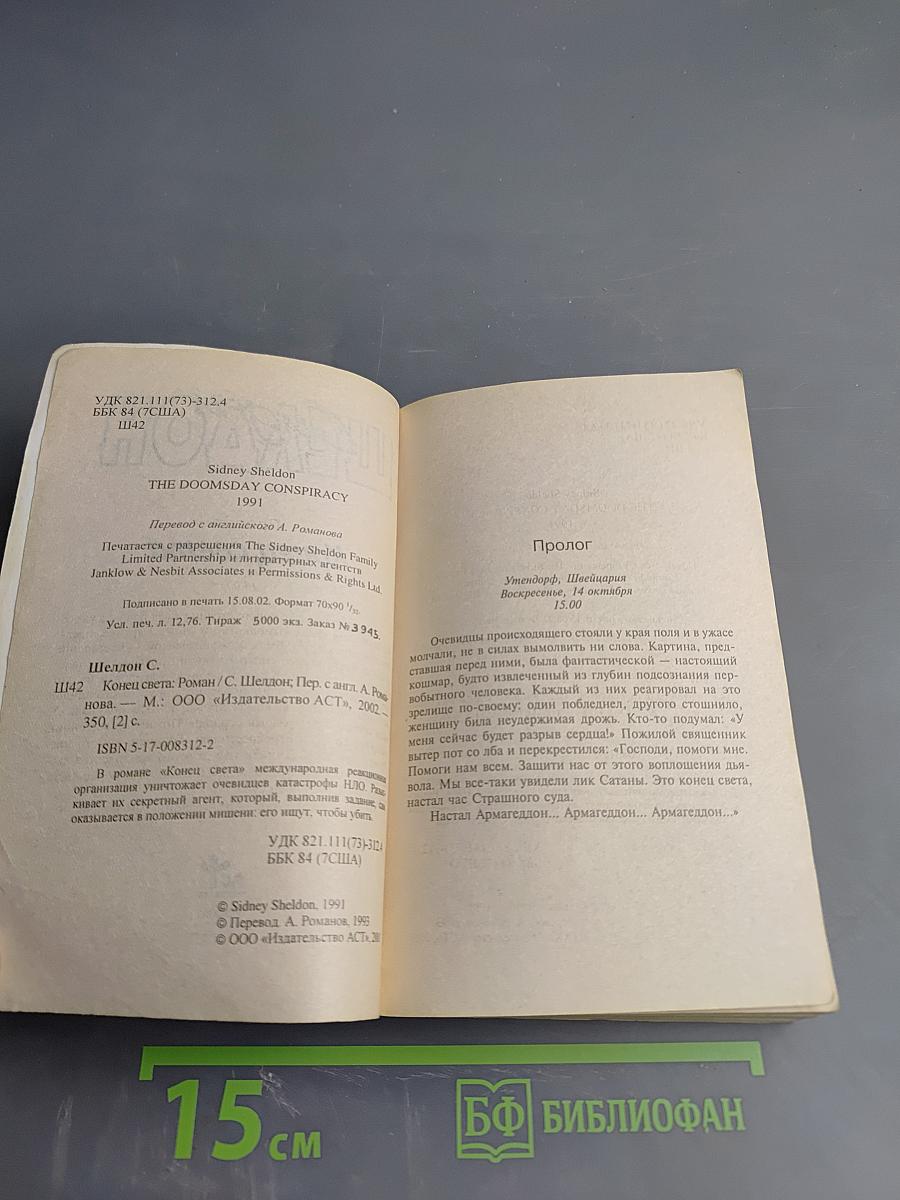 УДК 821.111(73)-312.4
ББК 84 (7США)
Ш42
Sidney Sheldon
THE DOOMSDAY CONSPIRACY
1991
Перевод с английского А. Романова
Печатается с разрешения The Sidney Sheldon Family
Limited Partnership и литературных агентств
Janklow & Nesbit Associates и Permissions & Rights Ltd.
Подписано в печать 15.08.02. Формат 70x90 1/32.
Усл. печ. л. 12,76. Тираж 5000 экз. Заказ № 3945.
Шелдон С.
Ш42 Конец света: Роман / С. Шелдон; Пер. с англ. А. Рома-
нова. — М.: ООО «Издательство АСТ», 2002. —
350, [2] с.
ISBN 5-17-008312-2
В романе «Конец света» международная реакционная
организация уничтожает очевидцев катастрофы НЛО. Разыс-
кивает их секретный агент, который, выполнив задание, сам
оказывается в положении мишени: его ищут, чтобы убить.
УДК 821.111(73)-312.4
ББК 84 (7США)
© Sidney Sheldon, 1991
© Перевод. А. Романов, 1993
© ООО «Издательство АСТ»,
Пролог
Утендорф, Швейцария
Воскресенье, 14 октября
15.00
Очевидцы происходящего стояли у края поля и в ужасе
молчали, не в силах вымолвить ни слова. Картина, пред-
ставшая перед ними, была фантастической — настоящий
кошмар, будто извлеченный из глубин подсознания пер-
вобытного человека. Каждый из них реагировал на это
зрелище по-своему: один побледнел, другого стошнило,
женщину била неудержимая дрожь. Кто-то подумал: «У
меня сейчас будет разрыв сердца!» Пожилой священник
вытер пот со лба и перекрестился: «Господи, помоги мне.
Помоги нам всем. Защити нас от этого воплощения дья-
вола. Мы все-таки увидели лик Сатаны. Это конец света,
настал час Страшного суда.
Настал Армагеддон... Армагеддон... Армагеддон...»
15 см
БФ БИБЛИОФАН